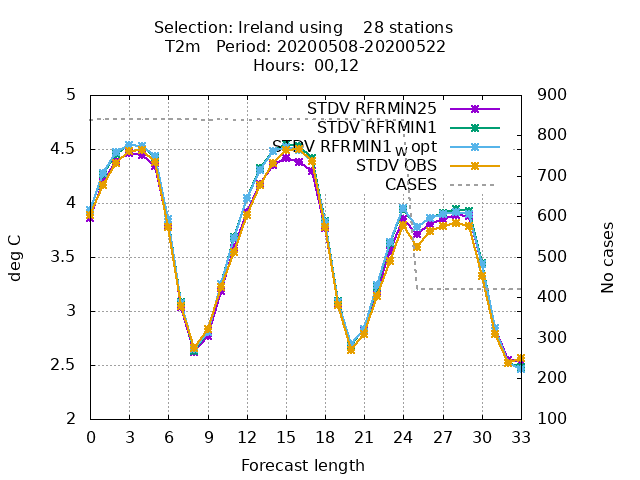 Selection: Ireland using    28 stations
T2m   Period: 20200508-20200522
Hours:  00,12
5 900
STDV RFRMIN25
STDV RFRMIN1
800
4.5 STDV RFRMIN1w opt
STDV OBS
700
CASES
4 600
deg C
3.5 500
No cases
3 400
300
2.5
200
2 100
0 3 6 9 12 15 18 21 24 27 30 33
Forecast length